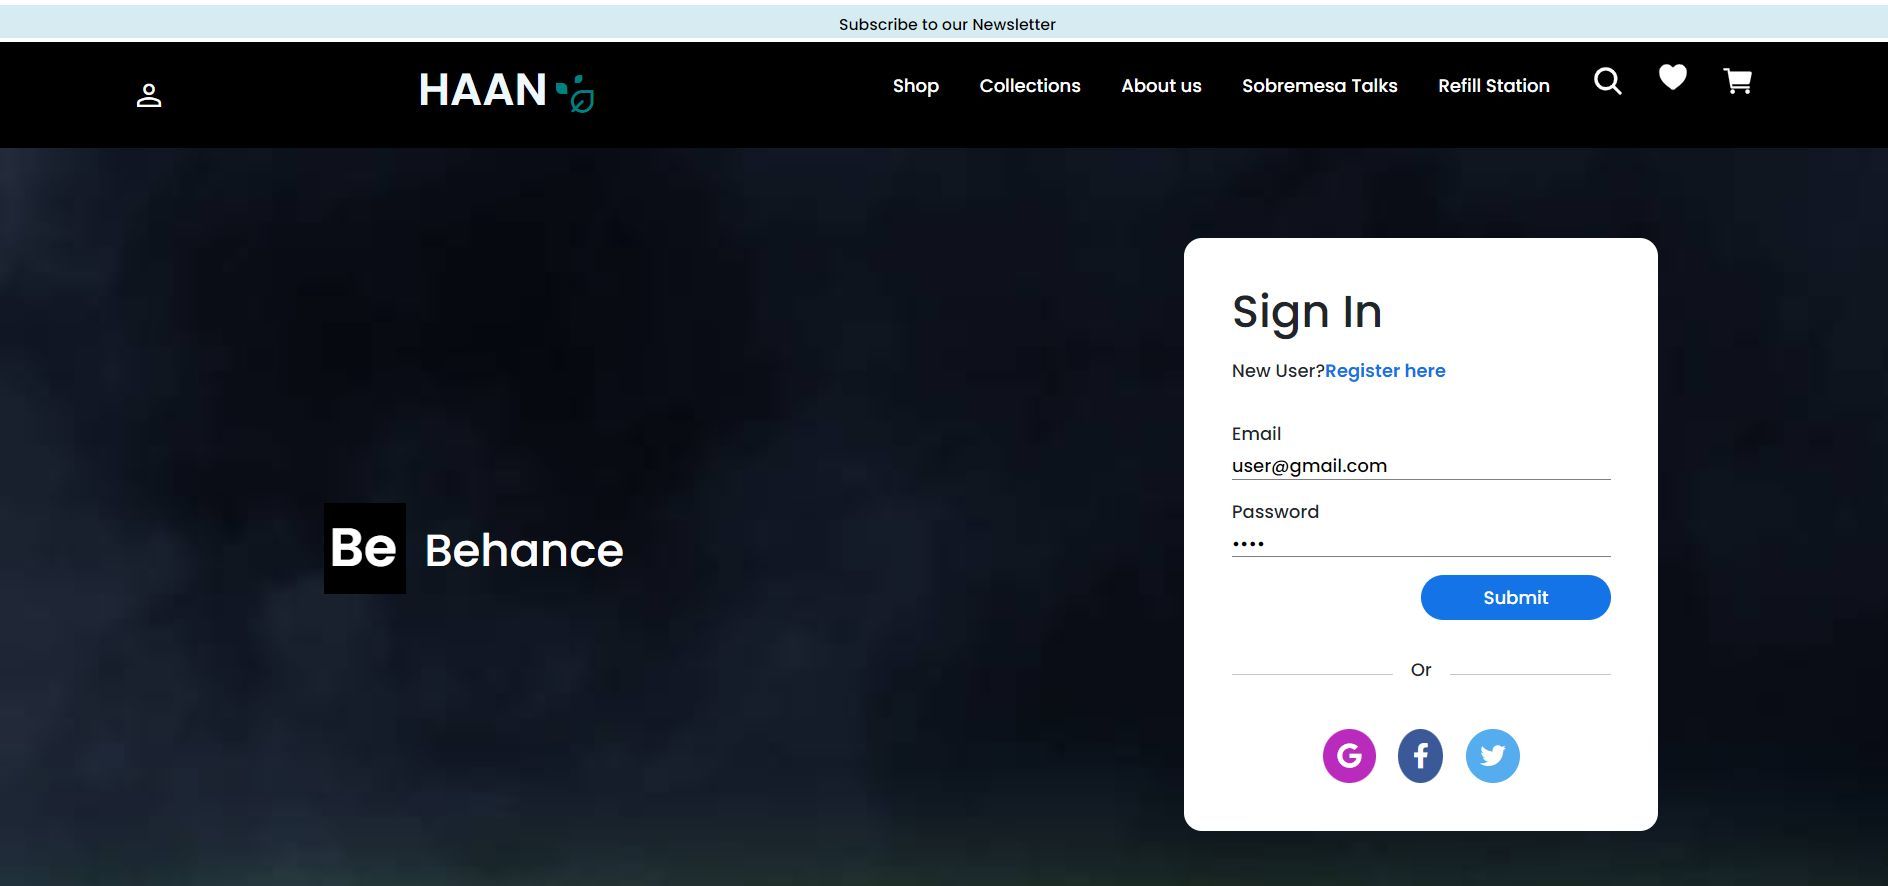 Subscribe to our Newsletter
HAAN
Shop Collections About us Sobremesa Talks Refill Station
Sign In
New User?Register here
Email
user@gmail.com
Password
••••
Be Behance
Submit
Or
G f